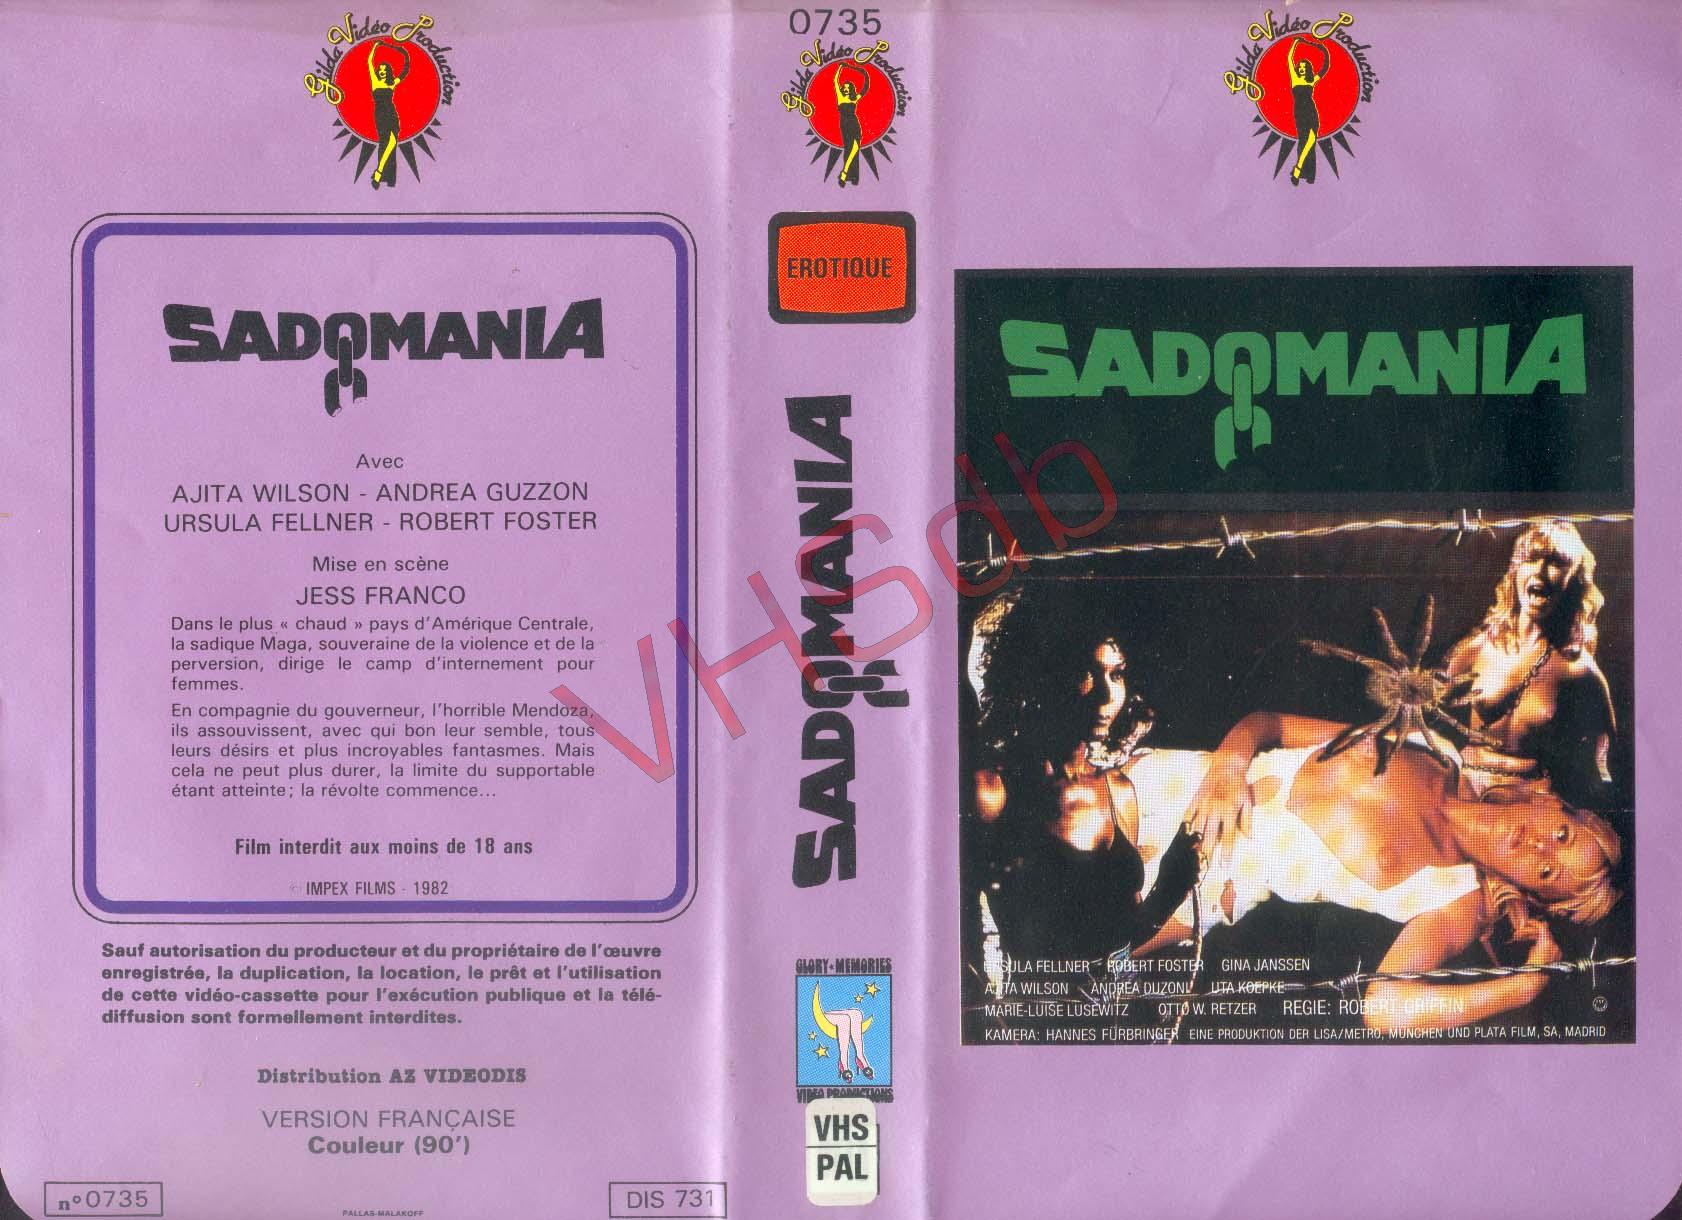 Gilda Vidéo Production
SADOMANIA
Avec
AJITA WILSON - ANDREA GUZZON
URSULA FELLNER - ROBERT FOSTER
Mise en scène
JESS FRANCO
Dans le plus « chaud » pays d'Amérique Centrale,
la sadique Maga, souveraine de la violence et de la
perversion, dirige le camp d'internement pour
femmes.
En compagnie du gouverneur, l'horrible Mendoza,
ils assouvissent, avec qui bon leur semble, tous
leurs désirs et plus incroyables fantasmes. Mais
cela ne peut plus durer, la limite du supportable
étant atteinte; la révolte commence...
Film interdit aux moins de 18 ans
© IMPEX FILMS - 1982
Sauf autorisation du producteur et du propriétaire de l'œuvre
enregistrée, la duplication, la location, le prêt et l'utilisation
de cette vidéo-cassette pour l'exécution publique et la télé-
diffusion sont formellement interdites.
Distribution AZ VIDEODIS
VERSION FRANÇAISE
Couleur (90')
n° 0735
PALLAS-MALAKOFF
DIS 731
0735
Gilda Vidéo Production
EROTIQUE
SADOMANIA
GLORY • MEMORIES
VIDEO PRODUCTIONS
VHS
PAL
Gilda Vidéo Production
SADOMANIA
URSULA FELLNER ROBERT FOSTER GINA JANSSEN
AJITA WILSON ANDREA DUZONI UTA KOEPKE
MARIE-LUISE LUSEWITZ OTTO W. RETZER REGIE: ROBERT GRIFFIN
KAMERA: HANNES FÜRBRINGER EINE PRODUKTION DER LISA/METRO, MÜNCHEN UND PLATA FILM, SA, MADRID
VHSdb